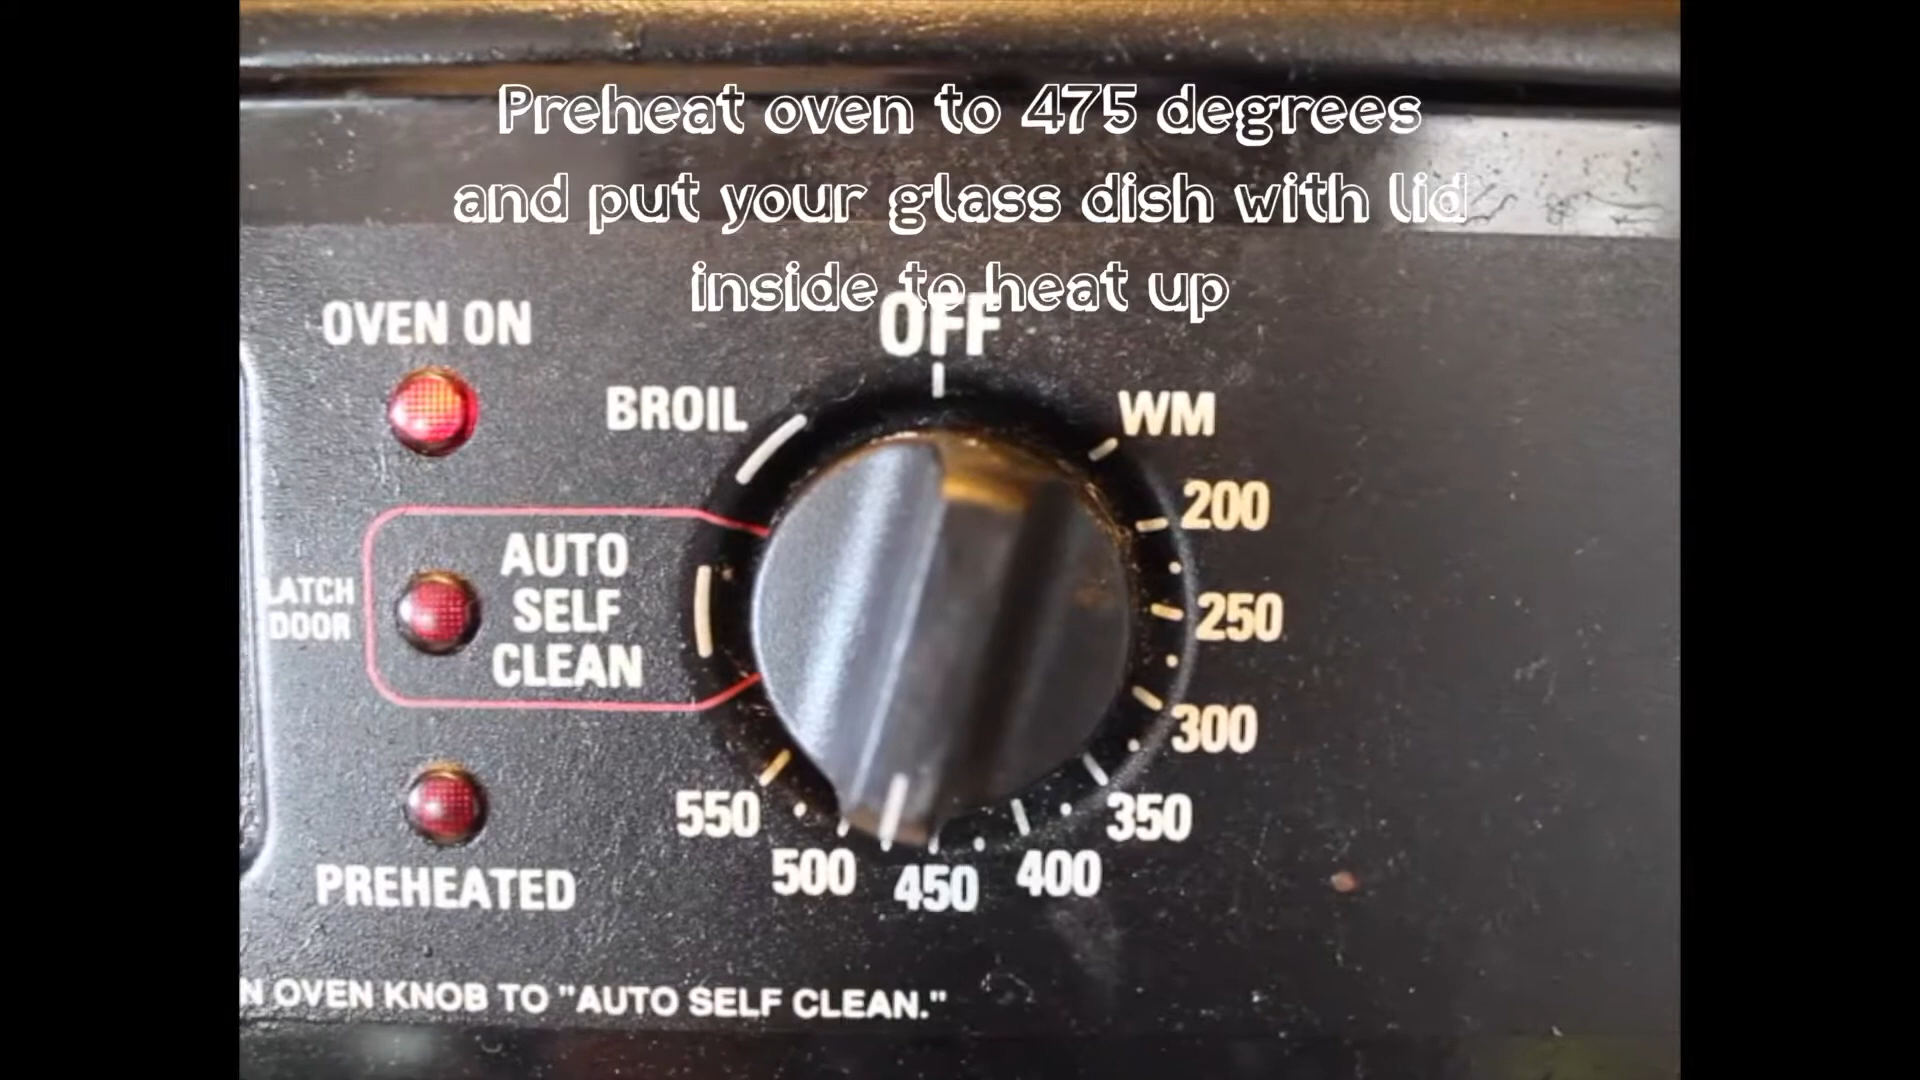 Preheat oven to 475 degrees
and put your glass dish with lid
inside to heat up
OFF
OVEN ON
BROIL
WM
200
AUTO
SELF
CLEAN
LATCH
DOOR
250
300
550
350
500
450
400
PREHEATED
N OVEN KNOB TO "AUTO SELF CLEAN."